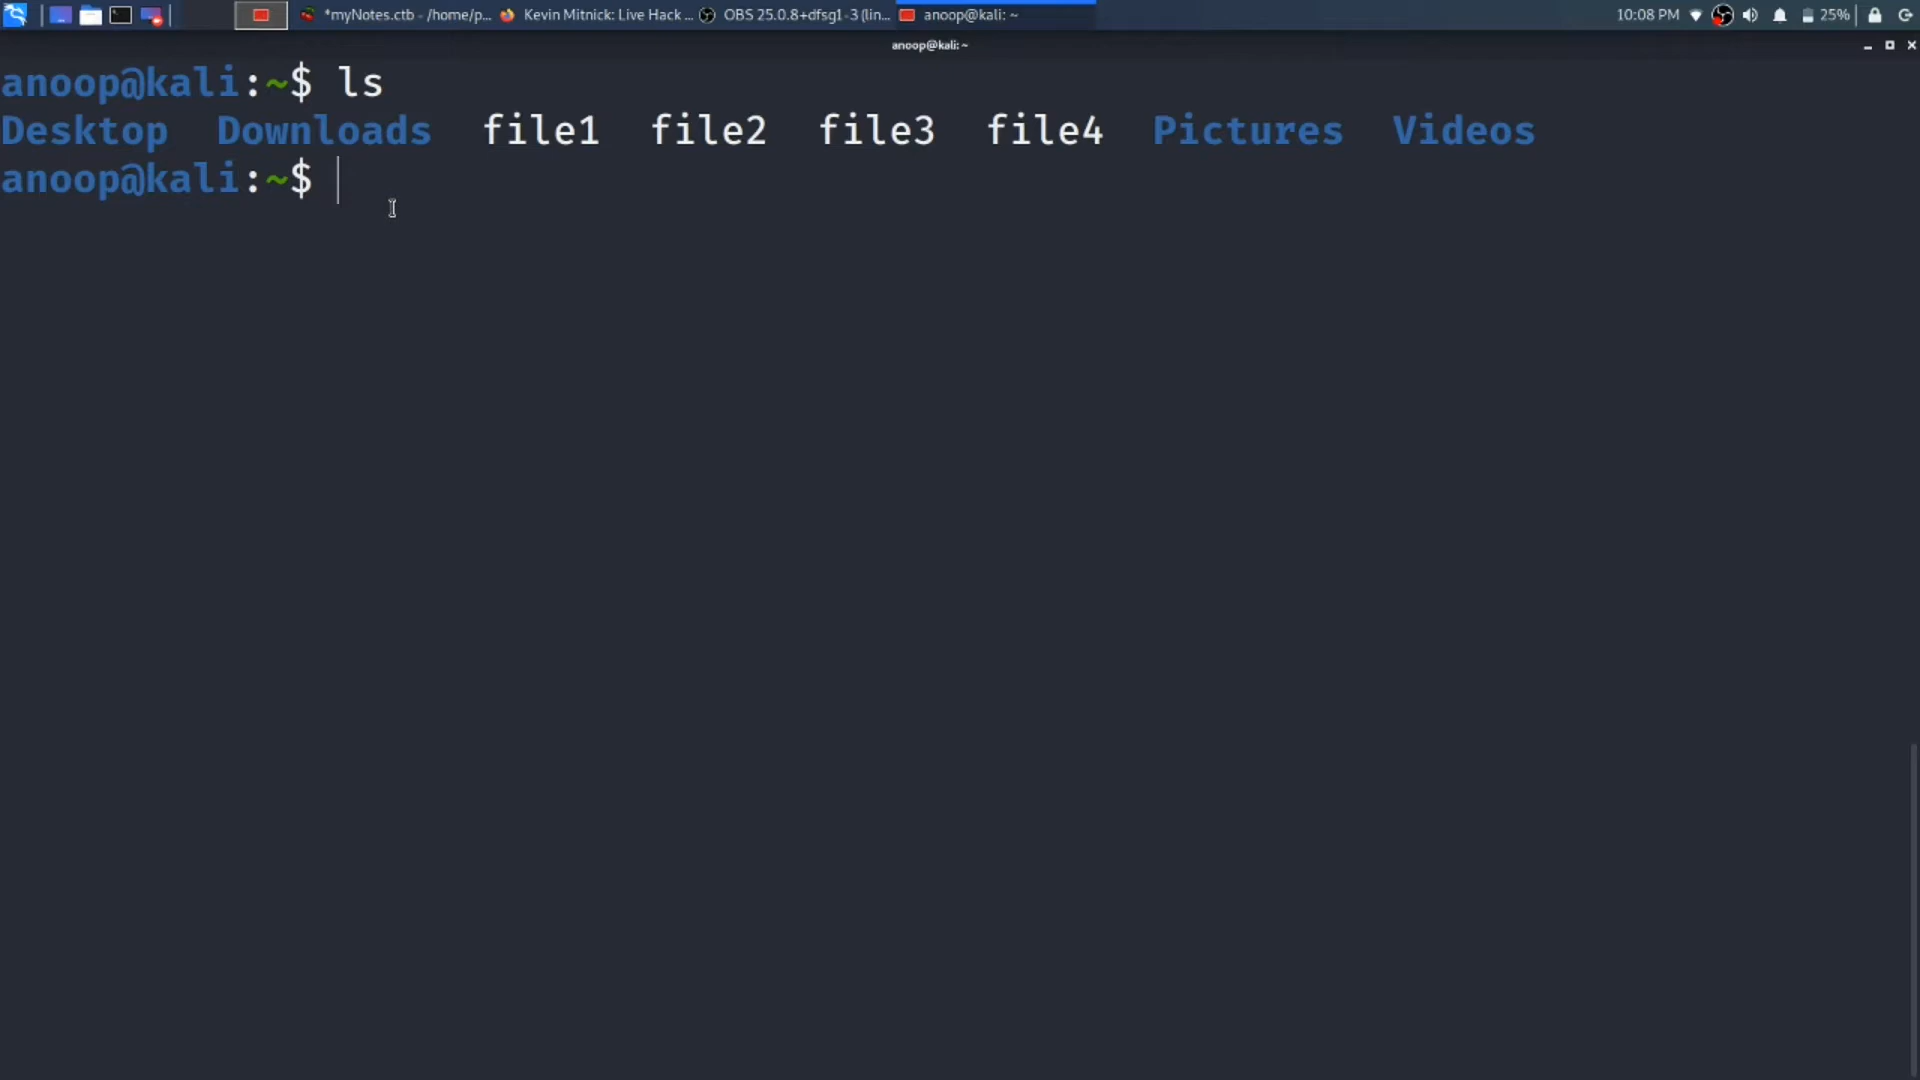 *myNotes.ctb - /home/p... Kevin Mitnick: Live Hack ... OBS 25.0.8+dfsg1-3 (lin... anoop@kali: ~ 10:08 PM 25%
anoop@kali:~
anoop@kali:~$ ls
Desktop Downloads file1 file2 file3 file4 Pictures Videos
anoop@kali:~$